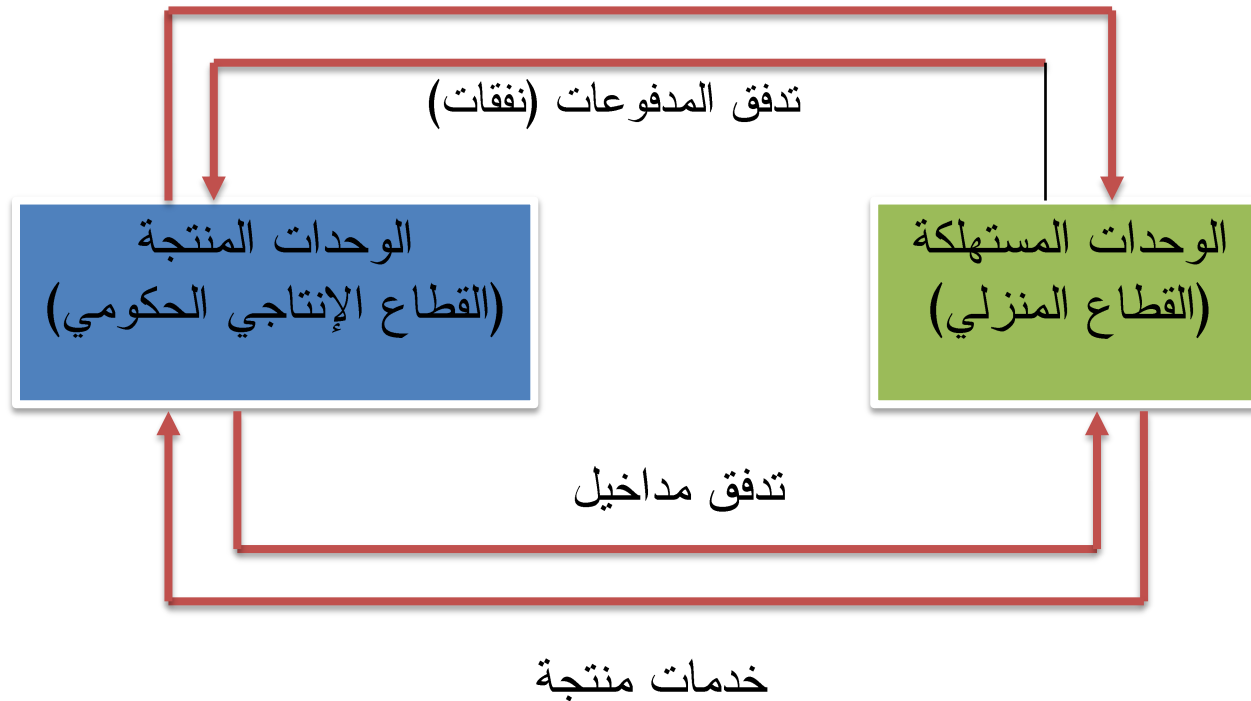 تدفق المدفوعات (نفقات)
الوحدات المستهلكة
(القطاع المنزلي)
الوحدات المنتجة
(القطاع الإنتاجي الحكومي)
تدفق مداخيل
خدمات منتجة